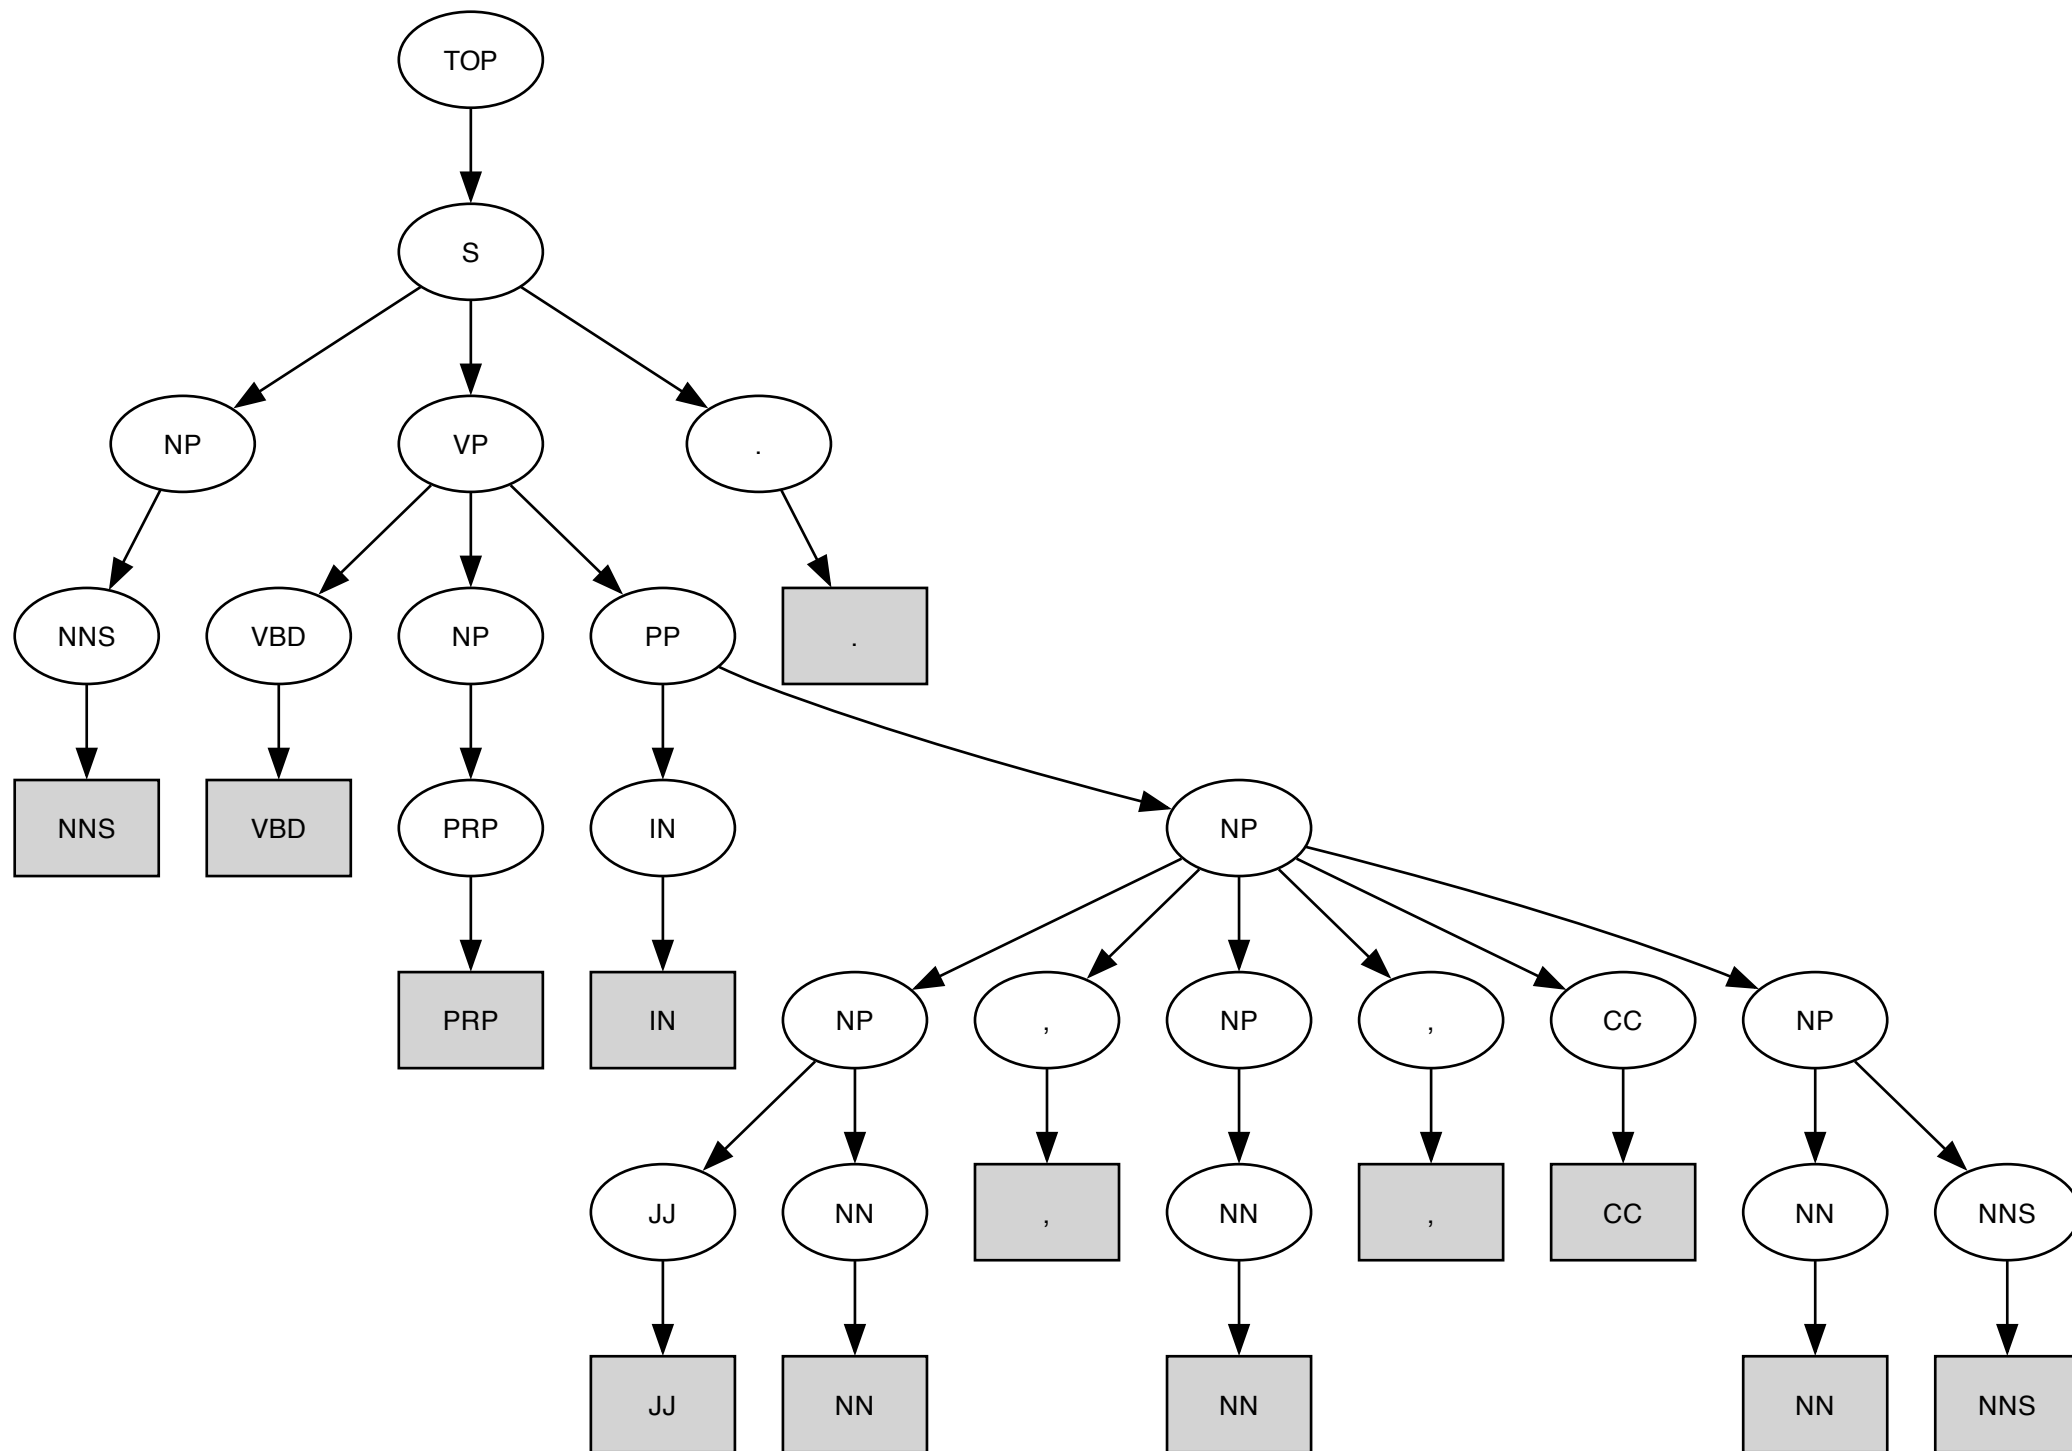 TOP
S
NP VP .
NNS VBD NP PP .
NNS VBD PRP IN NP
PRP IN NP , NP , CC NP
JJ NN , NN , CC NN NNS
JJ NN NN NN NNS